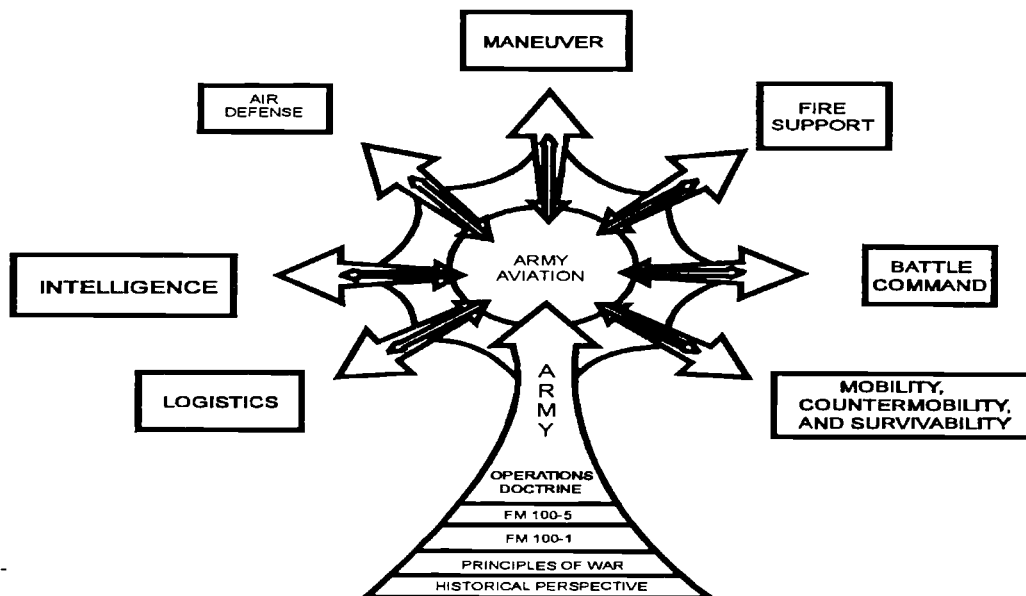 MANEUVER
AIR
DEFENSE
FIRE
SUPPORT
INTELLIGENCE
ARMY
AVIATION
BATTLE
COMMAND
LOGISTICS
MOBILITY,
COUNTERMOBILITY,
AND SURVIVABILITY
ARMY
OPERATIONS
DOCTRINE
FM 100-5
FM 100-1
PRINCIPLES OF WAR
HISTORICAL PERSPECTIVE